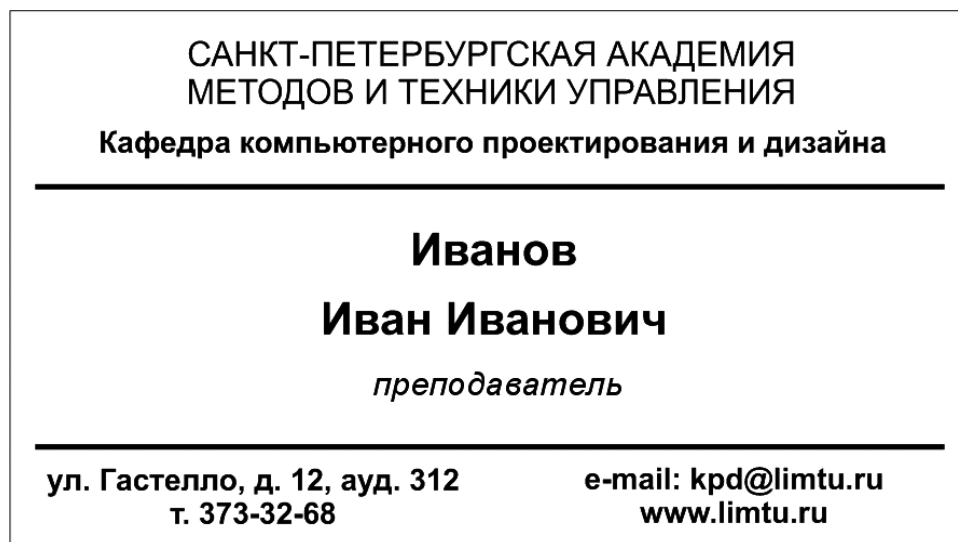 САНКТ-ПЕТЕРБУРГСКАЯ АКАДЕМИЯ
МЕТОДОВ И ТЕХНИКИ УПРАВЛЕНИЯ
Кафедра компьютерного проектирования и дизайна
Иванов
Иван Иванович
преподаватель
ул. Гастелло, д. 12, ауд. 312
т. 373-32-68
e-mail: kpd@limtu.ru
www.limtu.ru